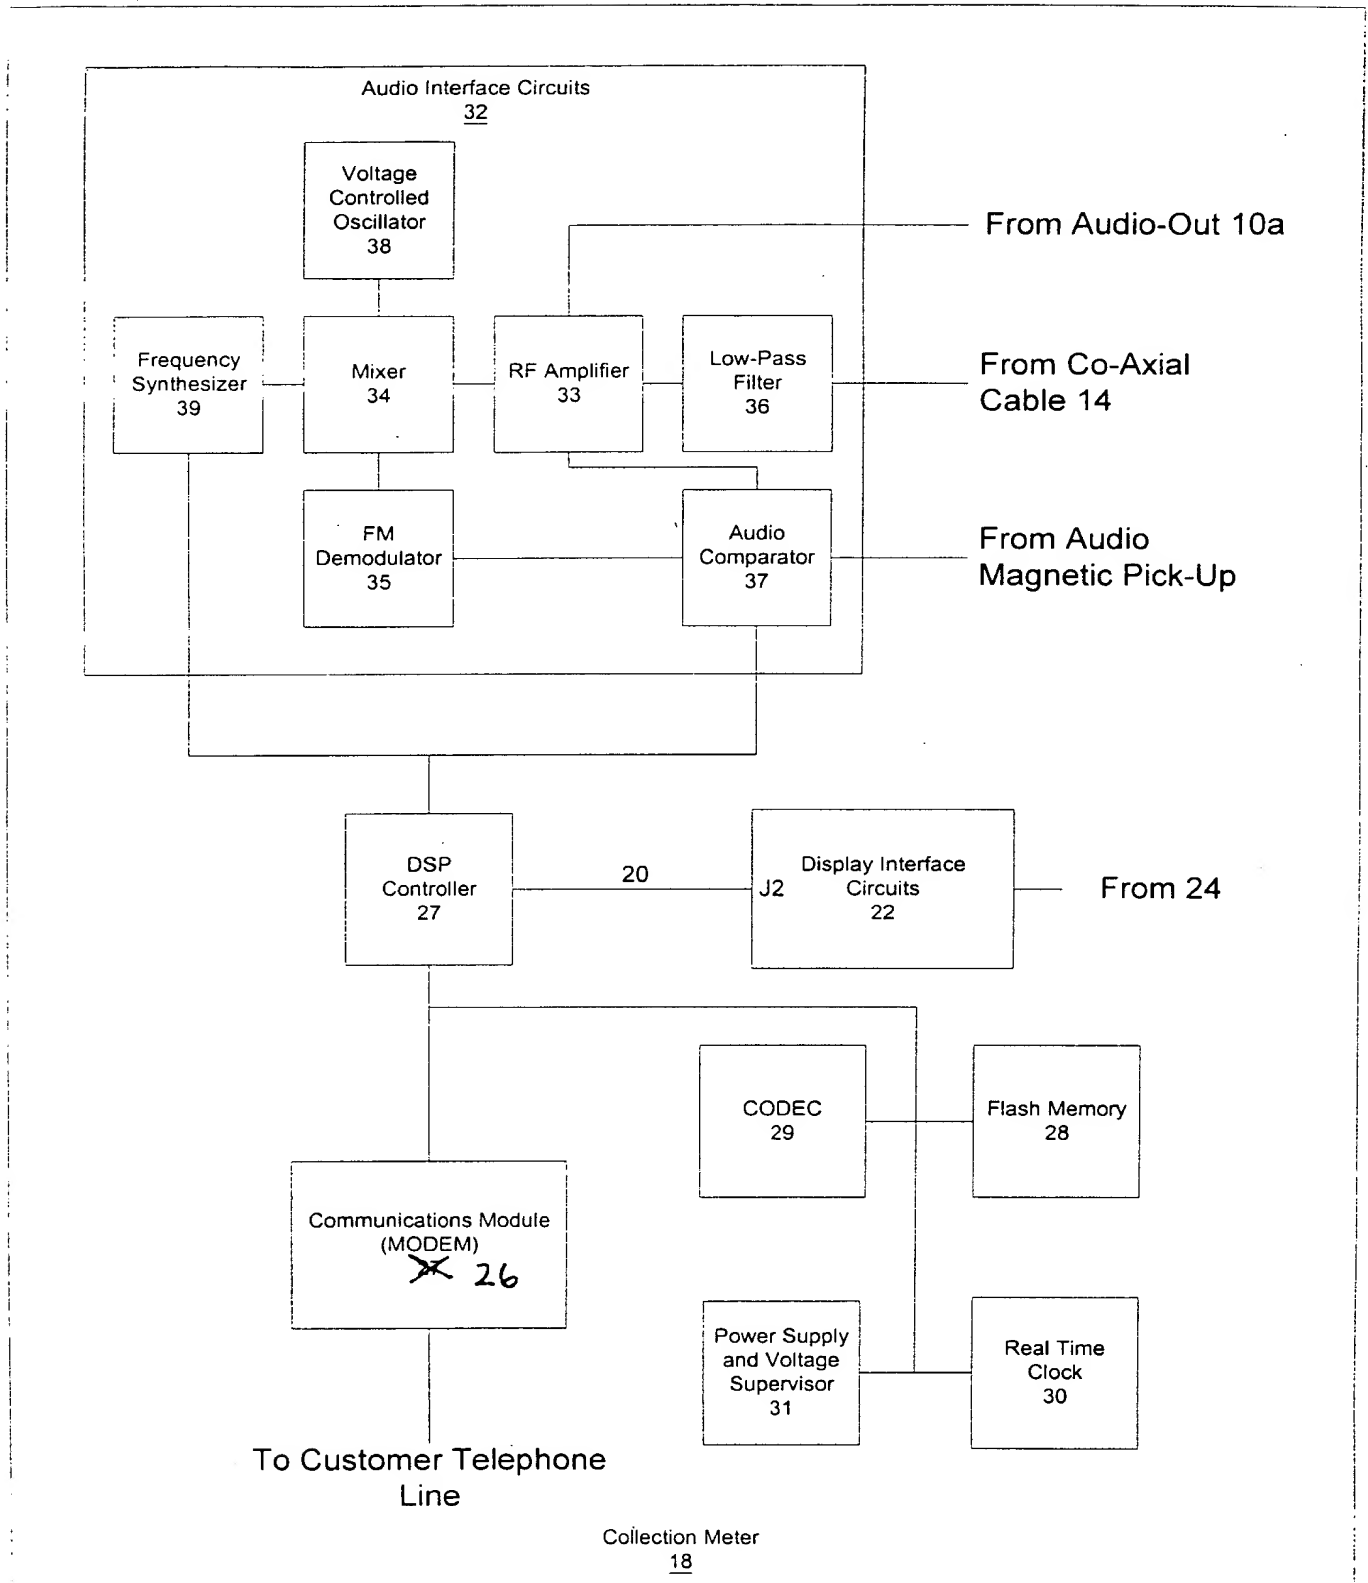 Audio Interface Circuits
32
Voltage
Controlled
Oscillator
38
From Audio-Out 10a
Frequency
Synthesizer
39
Mixer
34
RF Amplifier
33
Low-Pass
Filter
36
From Co-Axial
Cable 14
FM
Demodulator
35
Audio
Comparator
37
From Audio
Magnetic Pick-Up
DSP
Controller
27
20
J2
Display Interface
Circuits
22
From 24
CODEC
29
Flash Memory
28
Communications Module
(MODEM)
27 26
Power Supply
and Voltage
Supervisor
31
Real Time
Clock
30
To Customer Telephone
Line
Collection Meter
18